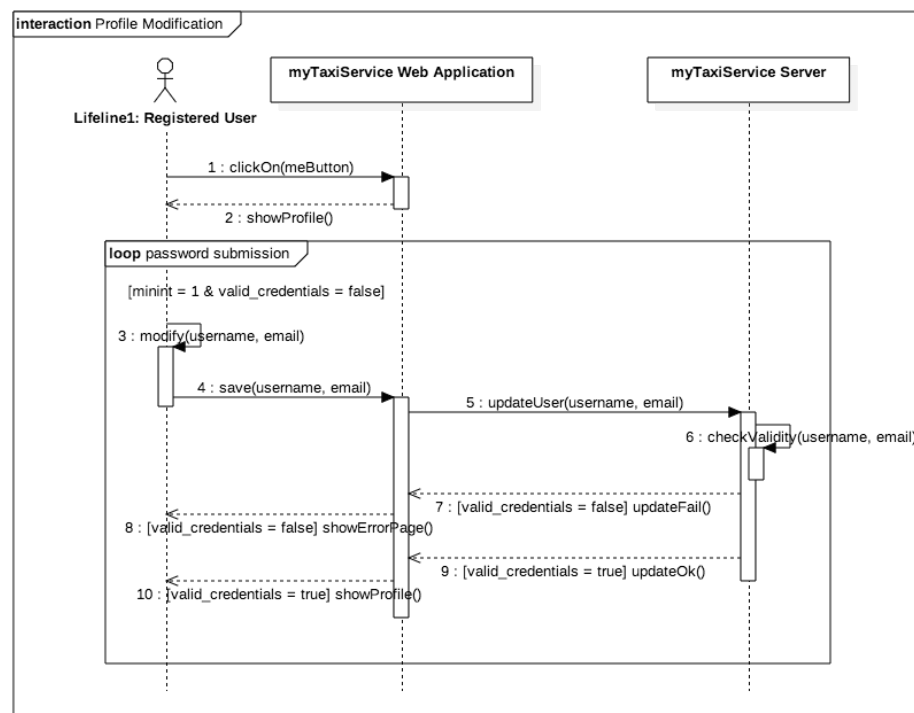 interaction Profile Modification
myTaxiService Web Application
myTaxiService Server
Lifeline1: Registered User
1 : clickOn(meButton)
2 : showProfile()
loop password submission
[minint = 1 & valid_credentials = false]
3 : modify(username, email)
4 : save(username, email)
5 : updateUser(username, email)
6 : checkValidity(username, email)
7 : [valid_credentials = false] updateFail()
8 : [valid_credentials = false] showErrorPage()
9 : [valid_credentials = true] updateOk()
10 : [valid_credentials = true] showProfile()